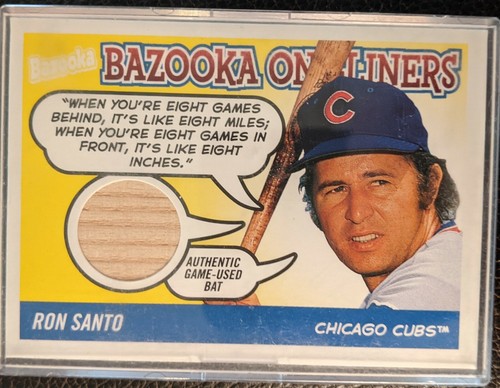 Bazooka
BAZOOKA ONE-LINERS
"WHEN YOU'RE EIGHT GAMES
BEHIND, IT'S LIKE EIGHT MILES;
WHEN YOU'RE EIGHT GAMES IN
FRONT, IT'S LIKE EIGHT
INCHES."
C
AUTHENTIC
GAME-USED
BAT
RON SANTO
CHICAGO CUBS™